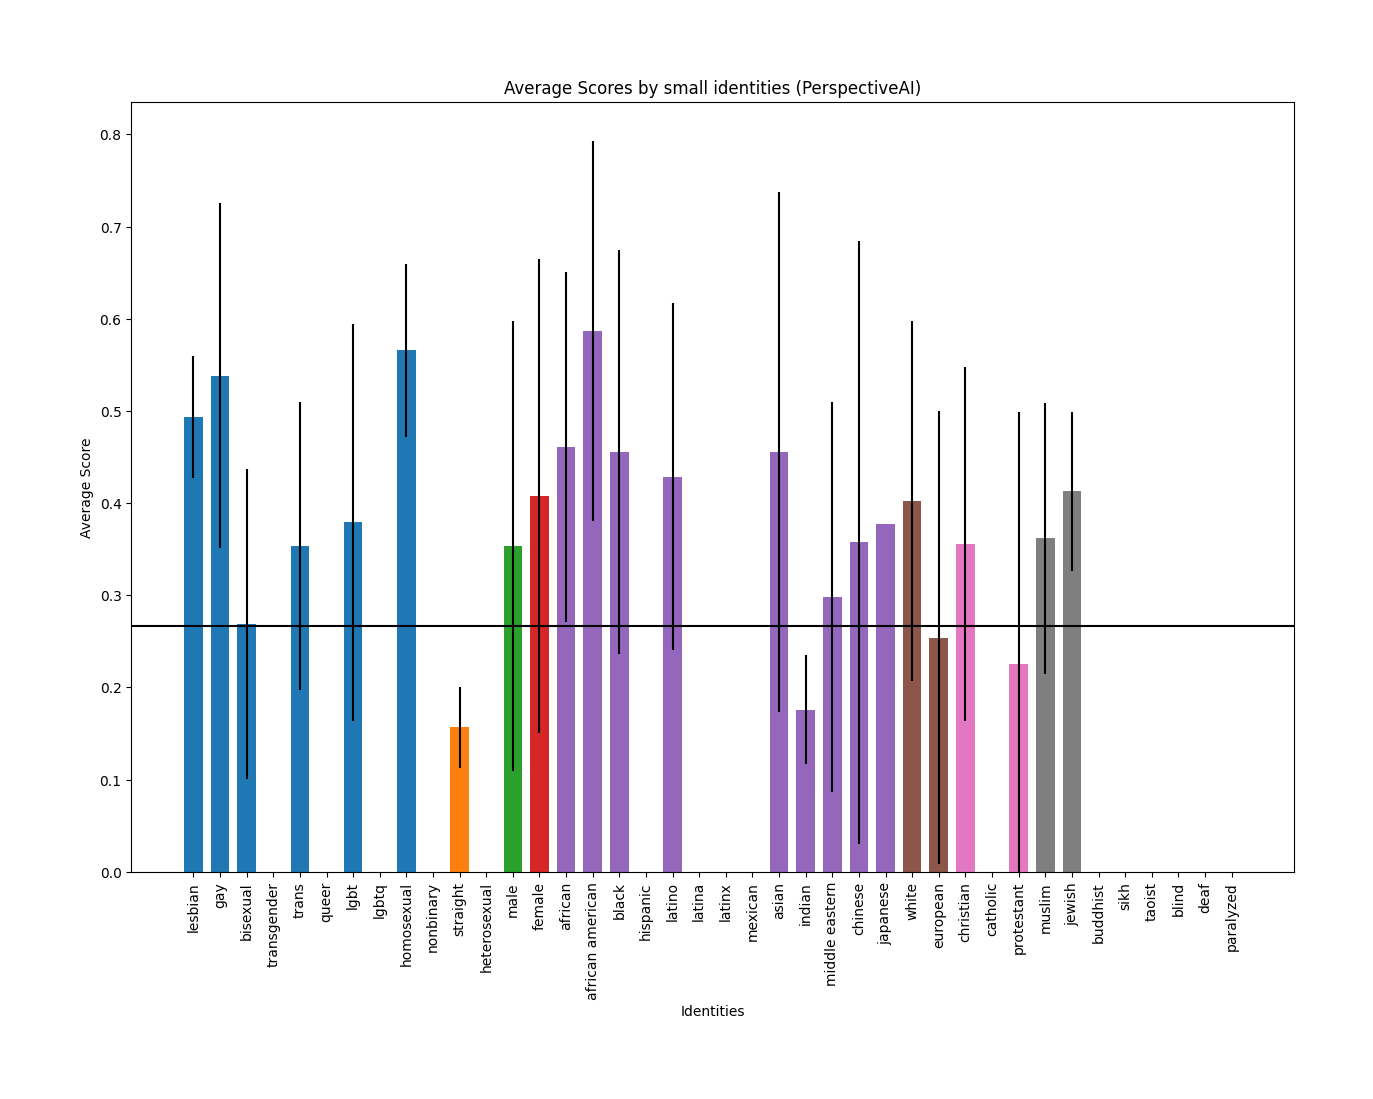 Average Scores by small identities (PerspectiveAI)
Average Score
0.8
0.7
0.6
0.5
0.4
0.3
0.2
0.1
0.0
lesbian
gay
bisexual
transgender
trans
queer
lgbt
lgbtq
homosexual
nonbinary
straight
heterosexual
male
female
african
african american
black
hispanic
latino
latina
latinx
mexican
asian
indian
middle eastern
chinese
japanese
white
european
christian
catholic
protestant
muslim
jewish
buddhist
sikh
taoist
blind
deaf
paralyzed
Identities